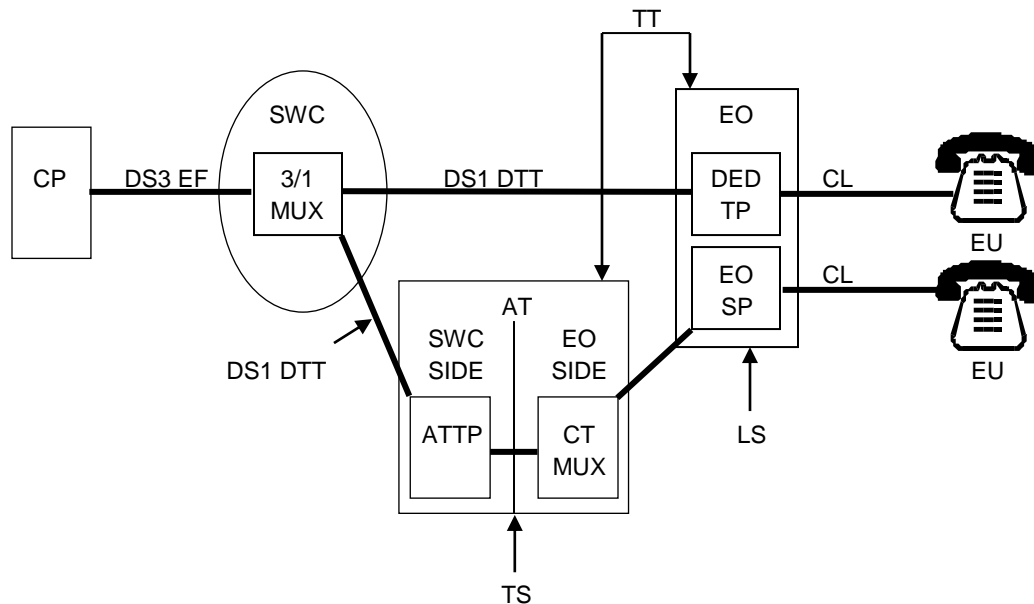 TT
SWC
EO
CP
DS3 EF
3/1
MUX
DS1 DTT
DED
TP
CL
EU
EO
SP
CL
EU
AT
SWC
SIDE
EO
SIDE
DS1 DTT
ATTP
CT
MUX
LS
TS